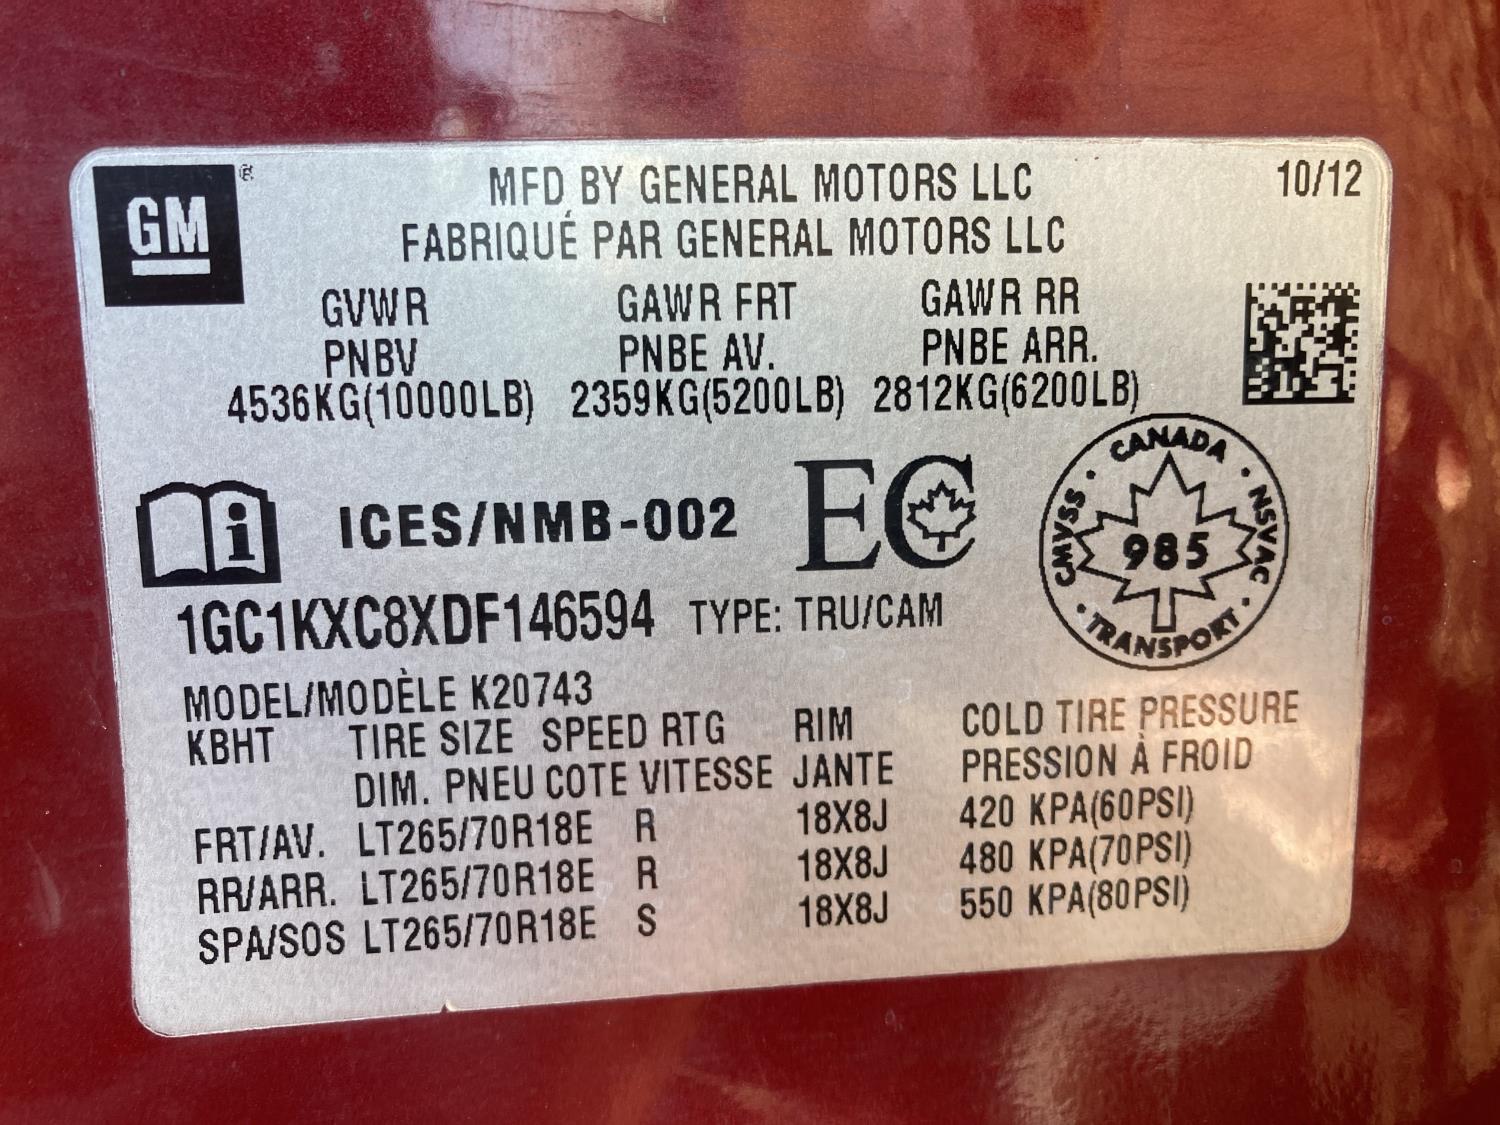 GM
MFD BY GENERAL MOTORS LLC
10/12
FABRIQUÉ PAR GENERAL MOTORS LLC
GVWR GAWR FRT GAWR RR
PNBV PNBE AV. PNBE ARR.
4536KG(10000LB) 2359KG(5200LB) 2812KG(6200LB)
i ICES/NMB-002 EC
CANADA
CMVSS 985 NSVAC
TRANSPORT
1GC1KXC8XDF146594 TYPE: TRU/CAM
MODEL/MODÈLE K20743
KBHT TIRE SIZE SPEED RTG RIM COLD TIRE PRESSURE
DIM. PNEU COTE VITESSE JANTE PRESSION À FROID
FRT/AV. LT265/70R18E R 18X8J 420 KPA(60PSI)
RR/ARR. LT265/70R18E R 18X8J 480 KPA(70PSI)
SPA/SOS LT265/70R18E S 18X8J 550 KPA(80PSI)